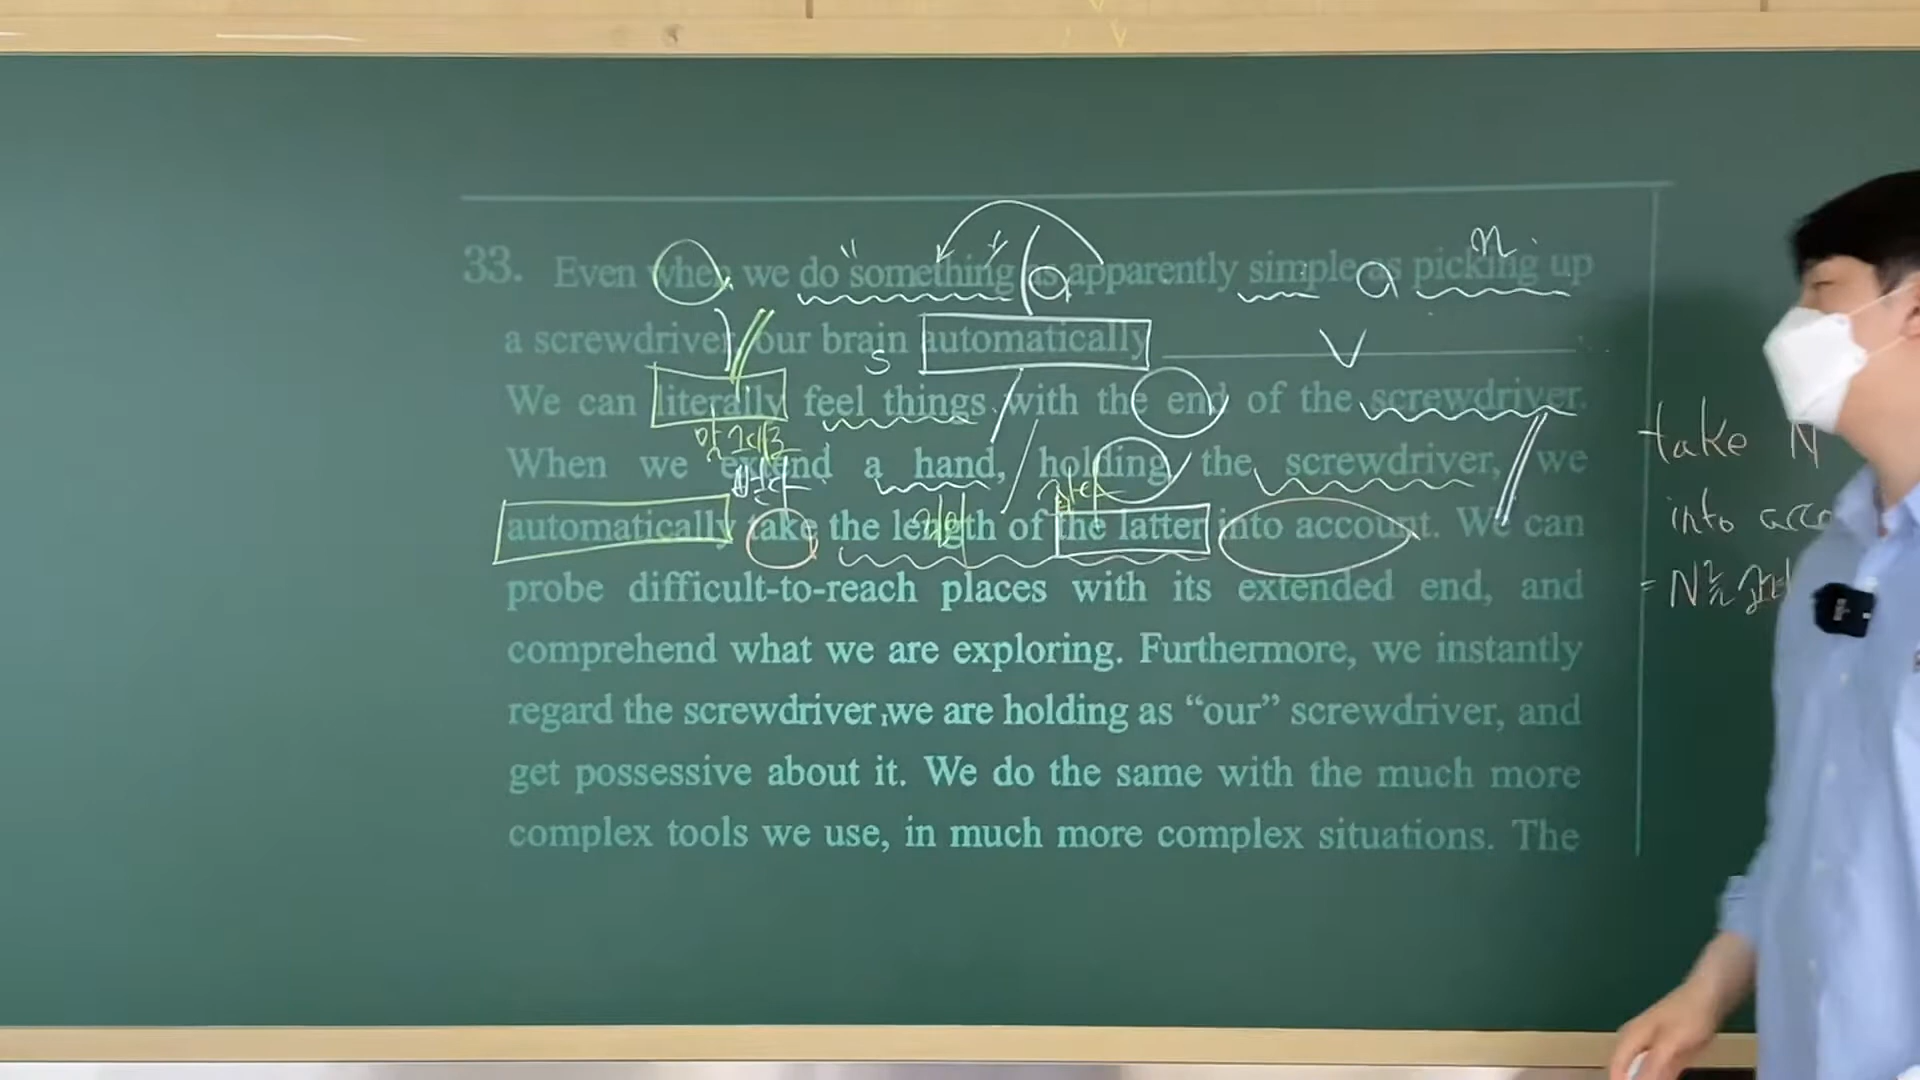 33. Even when we do something as apparently simple as picking up
a screwdriver, our brain automatically
We can literally feel things with the end of the screwdriver.
When we extend a hand, holding the screwdriver, we
automatically take the length of the latter into account. We can
probe difficult-to-reach places with its extended end, and
comprehend what we are exploring. Furthermore, we instantly
regard the screwdriver we are holding as “our” screwdriver, and
get possessive about it. We do the same with the much more
complex tools we use, in much more complex situations. The
n
a
a
S
V
take N
into acco
= N를